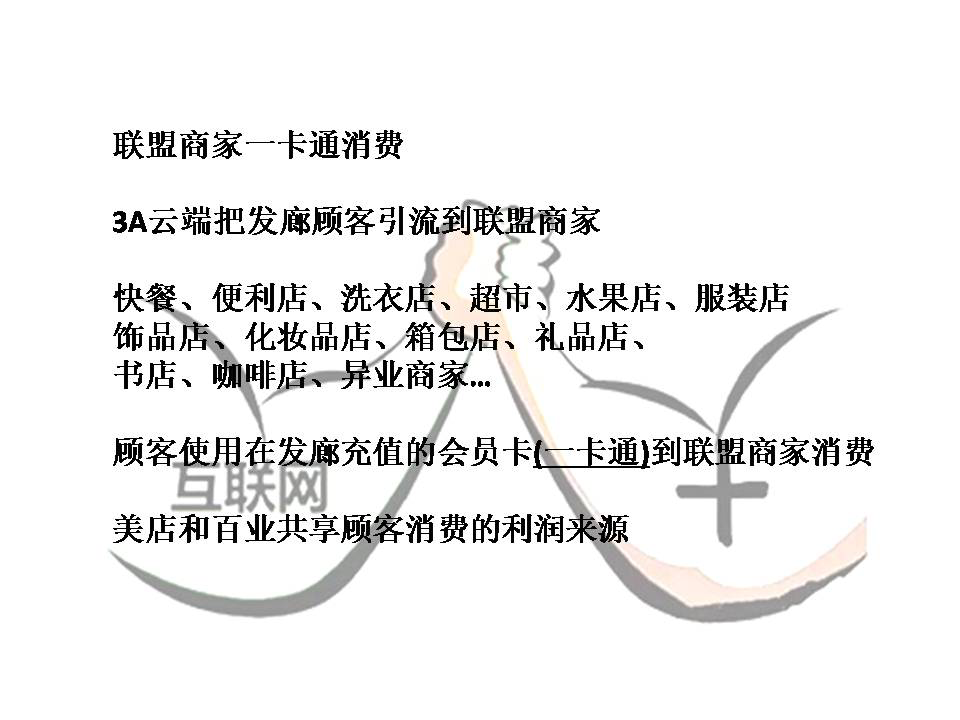 联盟商家一卡通消费
3A云端把发廊顾客引流到联盟商家
快餐、便利店、洗衣店、超市、水果店、服装店
饰品店、化妆品店、箱包店、礼品店、
书店、咖啡店、异业商家...
顾客使用在发廊充值的会员卡(一卡通)到联盟商家消费
互联网
十
美店和百业共享顾客消费的利润来源